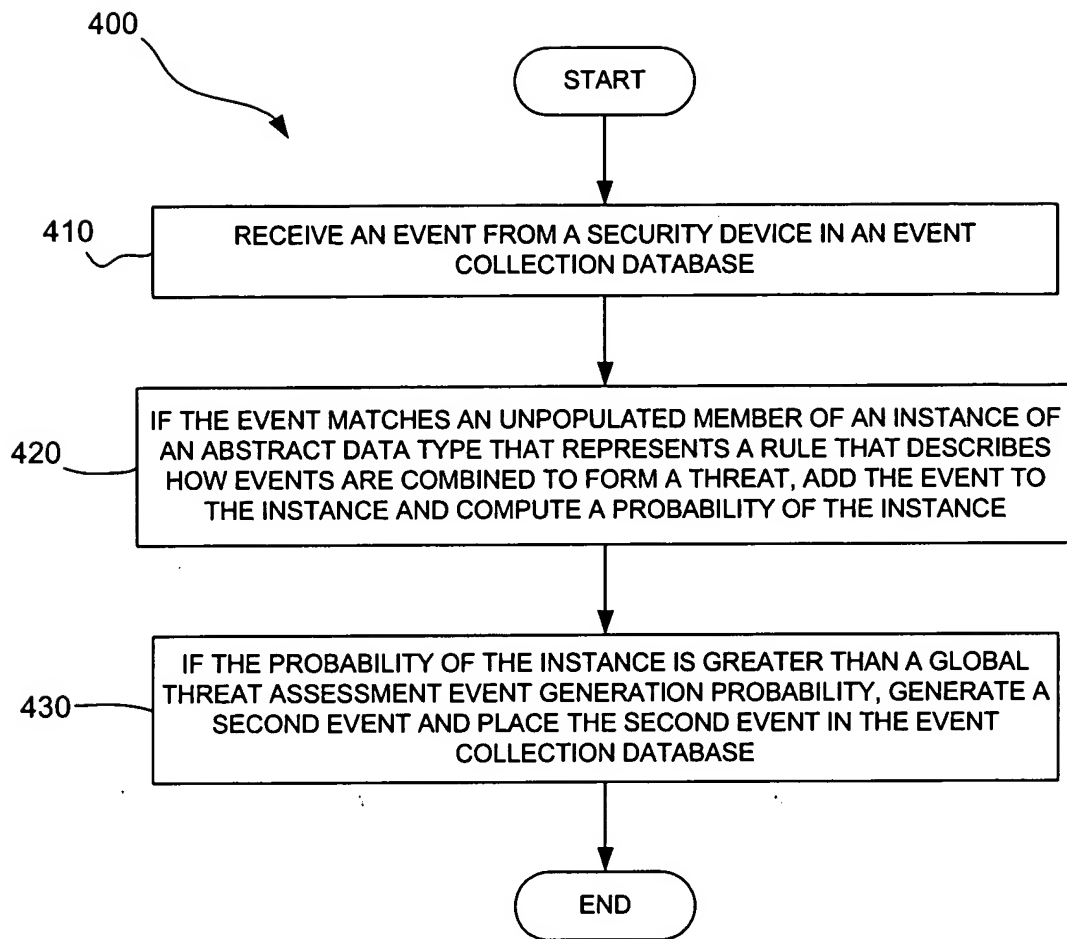 400
START
410
RECEIVE AN EVENT FROM A SECURITY DEVICE IN AN EVENT
COLLECTION DATABASE
420
IF THE EVENT MATCHES AN UNPOPULATED MEMBER OF AN INSTANCE OF
AN ABSTRACT DATA TYPE THAT REPRESENTS A RULE THAT DESCRIBES
HOW EVENTS ARE COMBINED TO FORM A THREAT, ADD THE EVENT TO
THE INSTANCE AND COMPUTE A PROBABILITY OF THE INSTANCE
430
IF THE PROBABILITY OF THE INSTANCE IS GREATER THAN A GLOBAL
THREAT ASSESSMENT EVENT GENERATION PROBABILITY, GENERATE A
SECOND EVENT AND PLACE THE SECOND EVENT IN THE EVENT
COLLECTION DATABASE
END